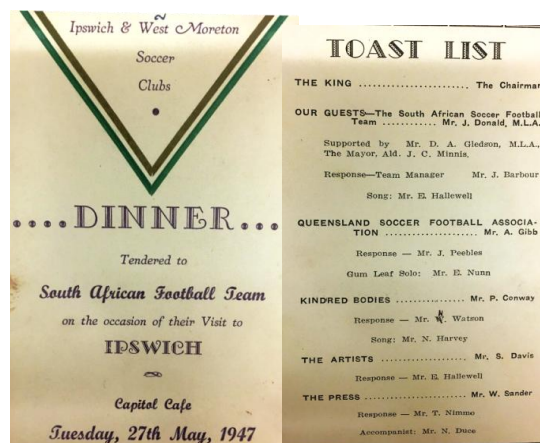 Ipswich & West Moreton
Soccer
Clubs
....DINNER...
Tendered to
South African Football Team
on the occasion of their Visit to
IPSWICH
Capitol Cafe
Tuesday, 27th May, 1947
TOAST LIST
THE KING ........................ The Chairman
OUR GUESTS—The South African Soccer Football
Team ............ Mr. J. Donald, M.L.A.
Supported by Mr. D. A. Gledson, M.L.A.,
The Mayor, Ald. J. C. Minnis.
Response—Team Manager Mr. J. Barbour
Song: Mr. E. Hallewell
QUEENSLAND SOCCER FOOTBALL ASSOCIA-
TION ..................... Mr. A. Gibb
Response — Mr. J. Peebles
Gum Leaf Solo: Mr. E. Nunn
KINDRED BODIES ............... Mr. P. Conway
Response — Mr. Watson
Song: Mr. N. Harvey
THE ARTISTS .................. Mr. S. Davis
Response — Mr. E. Hallewell
THE PRESS .................... Mr. W. Sander
Response — Mr. T. Nimmo
Accompanist: Mr. N. Duce